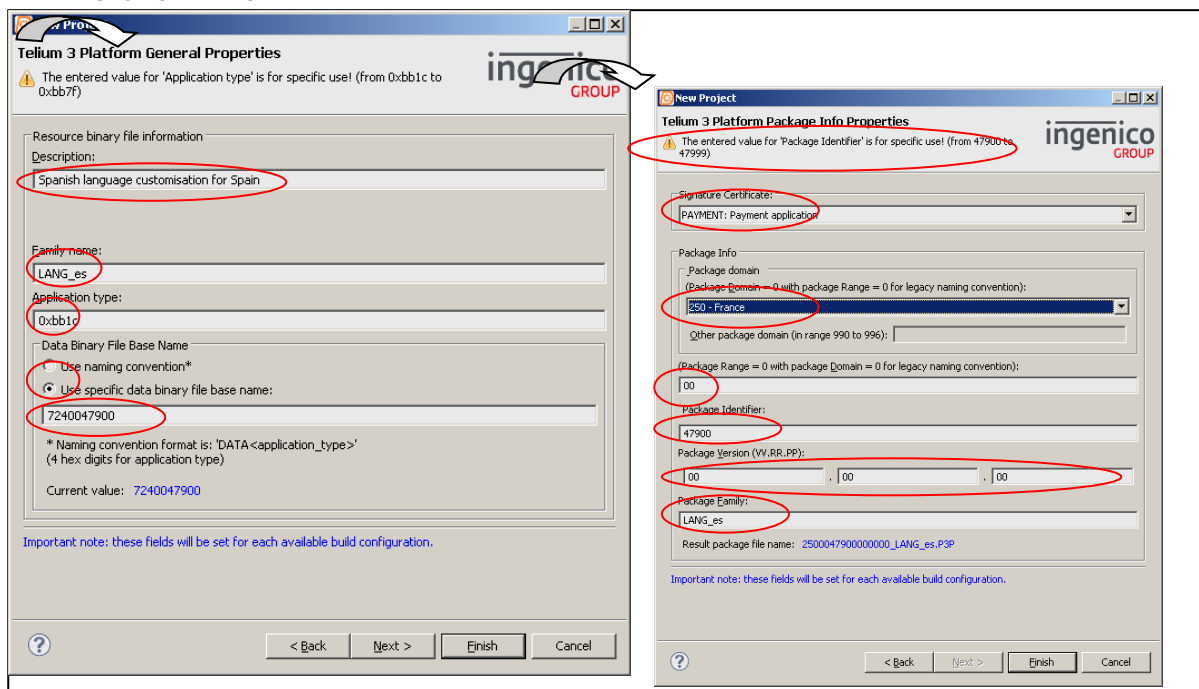 New Project
Telium 3 Platform General Properties
The entered value for 'Application type' is for specific use! (from 0xbb1c to
0xbb7f)
ingenico
GROUP
Resource binary file information
Description:
Spanish language customisation for Spain
Family name:
LANG_es
Application type:
0xbb1c
Data Binary File Base Name
Use naming convention*
Use specific data binary file base name:
7240047900
* Naming convention format is: 'DATA<application_type>'
(4 hex digits for application type)
Current value: 7240047900
Important note: these fields will be set for each available build configuration.
?
< Back
Next >
Finish
Cancel
New Project
Telium 3 Platform Package Info Properties
The entered value for 'Package Identifier' is for specific use! (from 47900 to
47999)
ingenico
GROUP
Signature Certificate:
PAYMENT: Payment application
Package Info
Package domain
(Package Domain = 0 with package Range = 0 for legacy naming convention):
250 - France
Other package domain (in range 990 to 996):
(Package Range = 0 with package Domain = 0 for legacy naming convention):
00
Package Identifier:
47900
Package Version (VV.RR.PP):
00 . 00 . 00
Package Family:
LANG_es
Result package file name: 2500047900000000_LANG_es.P3P
Important note: these fields will be set for each available build configuration.
?
< Back
Next >
Finish
Cancel